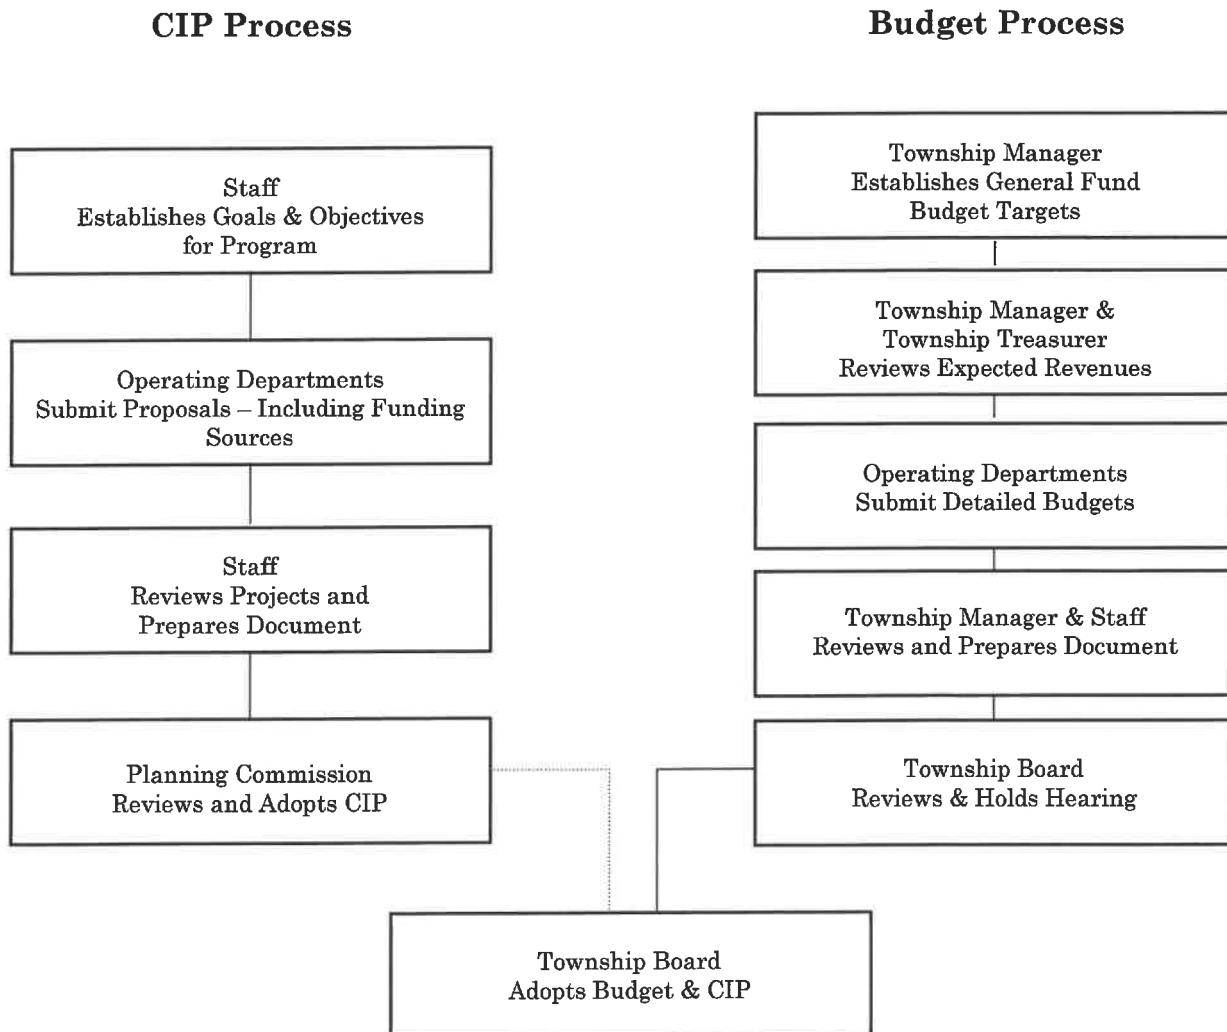 CIP Process
Staff
Establishes Goals & Objectives
for Program
Operating Departments
Submit Proposals – Including Funding
Sources
Staff
Reviews Projects and
Prepares Document
Planning Commission
Reviews and Adopts CIP
Budget Process
Township Manager
Establishes General Fund
Budget Targets
Township Manager &
Township Treasurer
Reviews Expected Revenues
Operating Departments
Submit Detailed Budgets
Township Manager & Staff
Reviews and Prepares Document
Township Board
Reviews & Holds Hearing
Township Board
Adopts Budget & CIP